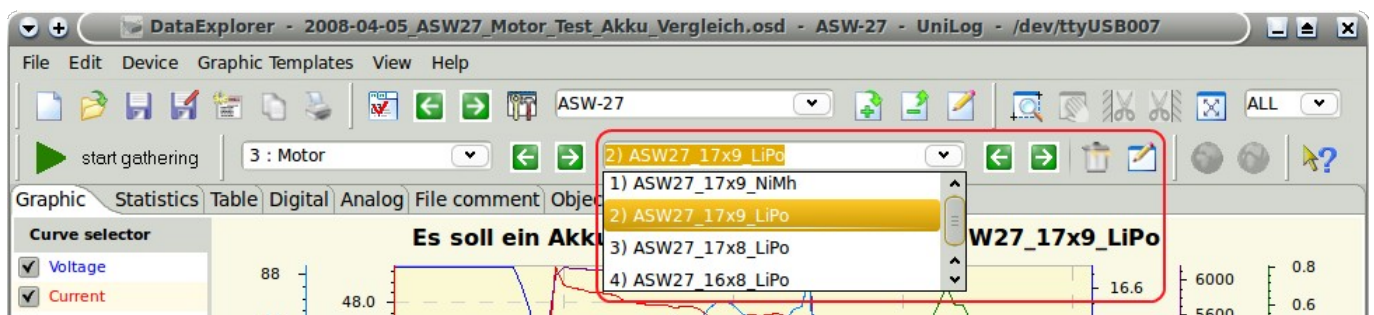 DataExplorer - 2008-04-05_ASW27_Motor_Test_Akku_Vergleich.osd - ASW-27 - UniLog - /dev/ttyUSB007
File Edit Device Graphic Templates View Help
ASW-27
ALL
start gathering
3 : Motor
2) ASW27_17x9_LiPo
1) ASW27_17x9_NiMh
2) ASW27_17x9_LiPo
3) ASW27_17x8_LiPo
4) ASW27_16x8_LiPo
Graphic Statistics Table Digital Analog File comment
Curve selector
Es soll ein W27_17x9_LiPo
Voltage
Current
88
48.0
16.6
6000
5600
0.8
0.6